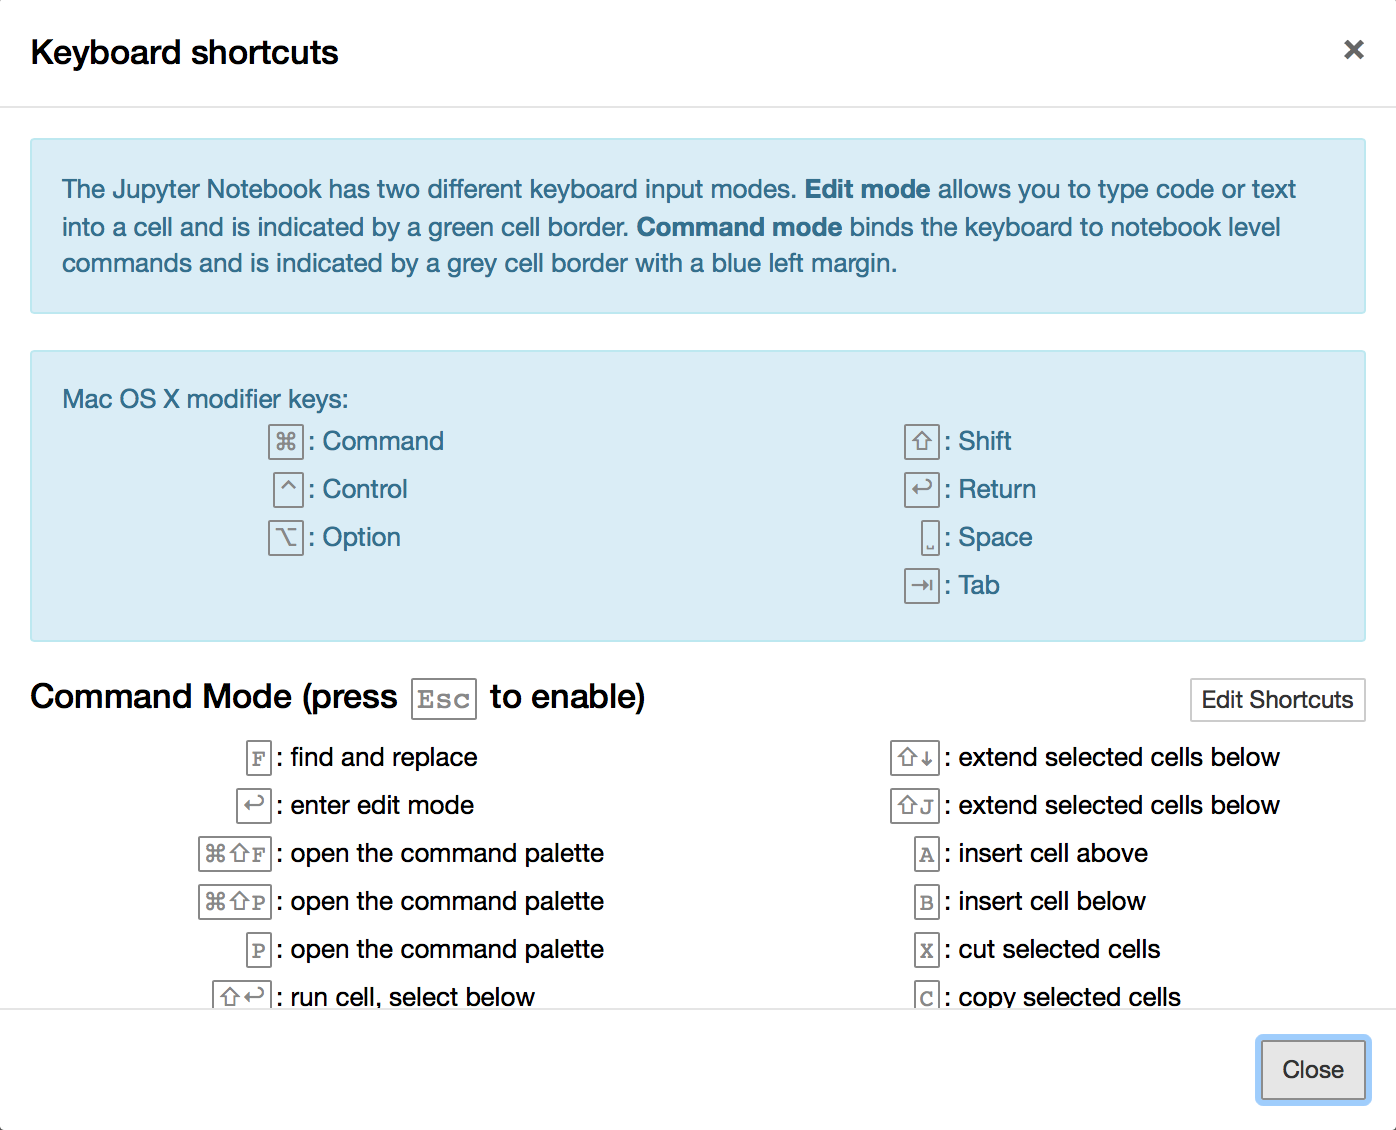 Keyboard shortcuts
×
The Jupyter Notebook has two different keyboard input modes. Edit mode allows you to type code or text
into a cell and is indicated by a green cell border. Command mode binds the keyboard to notebook level
commands and is indicated by a grey cell border with a blue left margin.
Mac OS X modifier keys:
⌘ : Command
^ : Control
⌥ : Option
⇧ : Shift
↩ : Return
␣ : Space
⇥ : Tab
Command Mode (press Esc to enable)
Edit Shortcuts
F : find and replace
↩ : enter edit mode
⌘⇧F : open the command palette
⌘⇧P : open the command palette
P : open the command palette
⇧↩ : run cell, select below
⇧↓ : extend selected cells below
⇧J : extend selected cells below
A : insert cell above
B : insert cell below
X : cut selected cells
C : copy selected cells
Close